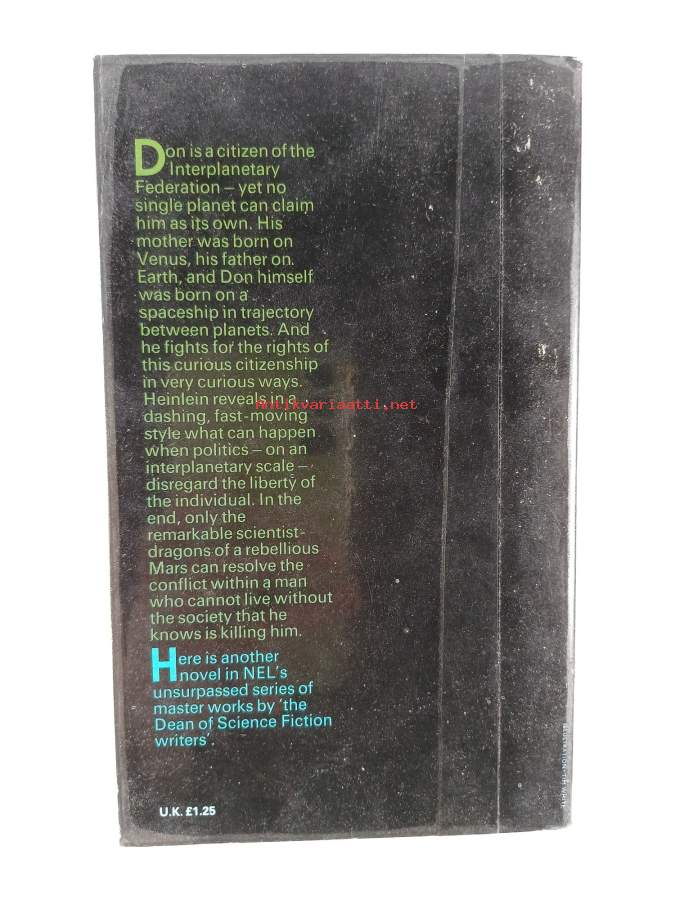 Don is a citizen of the
Interplanetary
Federation – yet no
single planet can claim
him as its own. His
mother was born on
Venus, his father on
Earth, and Don himself
was born on a
spaceship in trajectory
between planets. And
he fights for the rights of
this curious citizenship
in very curious ways.
Heinlein reveals in a
dashing, fast-moving
style what can happen
when politics – on an
interplanetary scale –
disregard the liberty of
the individual. In the
end, only the
remarkable scientist-
dragons of a rebellious
Mars can resolve the
conflict within a man
who cannot live without
the society that he
knows is killing him.
Here is another
novel in NEL's
unsurpassed series of
master works by 'the
Dean of Science Fiction
writers'.
U.K. £1.25
ILLUSTRATION: TIM WHITE
Antikvariaatti.net